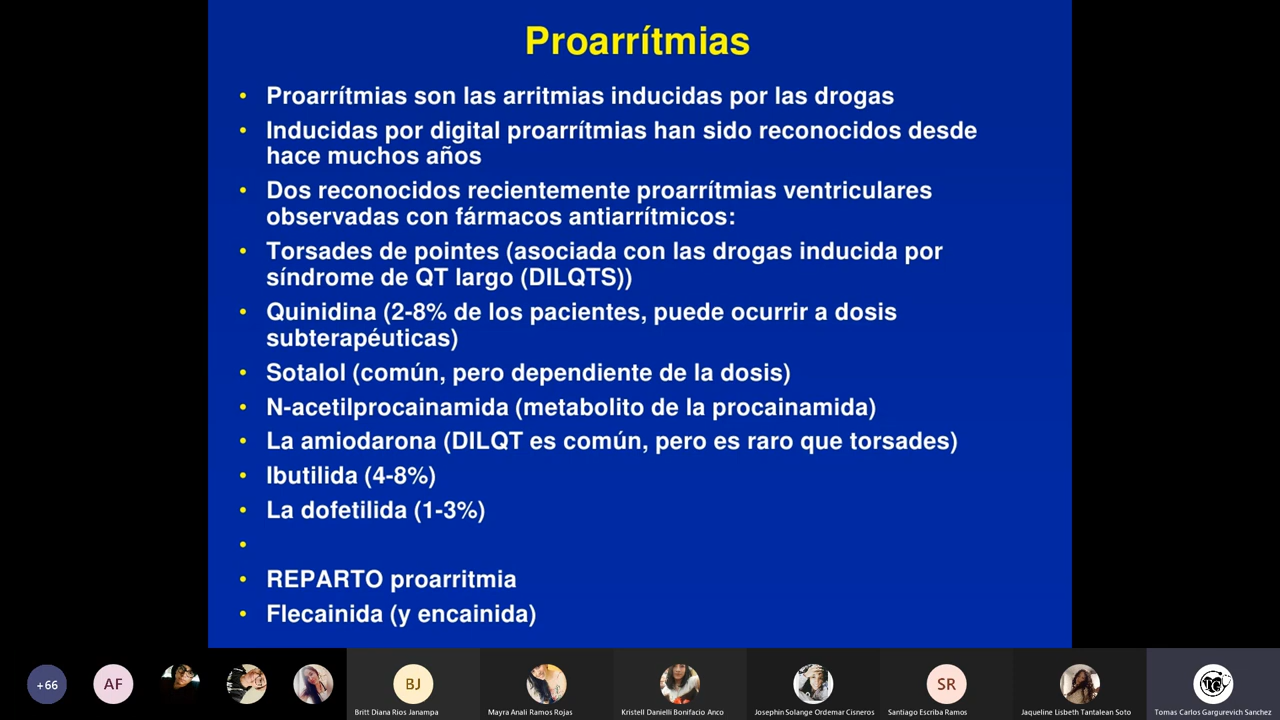 Proarrítmias
• Proarrítmias son las arritmias inducidas por las drogas
• Inducidas por digital proarrítmias han sido reconocidos desde
hace muchos años
• Dos reconocidos recientemente proarrítmias ventriculares
observadas con fármacos antiarrítmicos:
• Torsades de pointes (asociada con las drogas inducida por
síndrome de QT largo (DILQTS))
• Quinidina (2-8% de los pacientes, puede ocurrir a dosis
subterapéuticas)
• Sotalol (común, pero dependiente de la dosis)
• N-acetilprocainamida (metabolito de la procainamida)
• La amiodarona (DILQT es común, pero es raro que torsades)
• Ibutilida (4-8%)
• La dofetilida (1-3%)
•
• REPARTO proarritmia
• Flecainida (y encainida)
+66
AF
BJ
SR
Britt Diana Rios Janampa
Mayra Anali Ramos Rojas
Kristell Danielli Bonifacio Anco
Josephin Solange Ordemar Cisneros
Santiago Escriba Ramos
Jaqueline Lisbeth Tantalean Soto
Tomas Carlos Gargurevich Sanchez